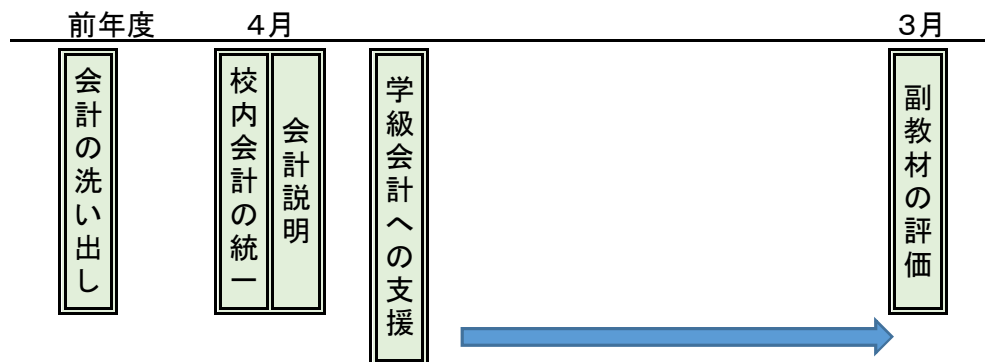 前年度
4月
3月
会計の洗い出し
校内会計の統一
会計説明
学級会計への支援
副教材の評価